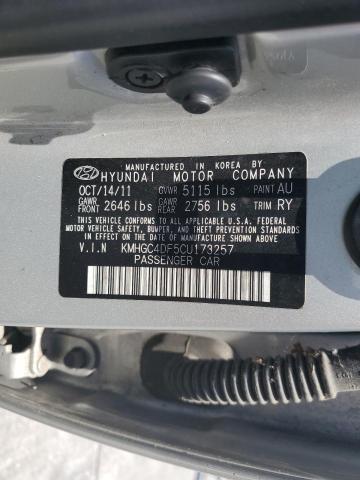 MANUFACTURED IN KOREA BY
HYUNDAI MOTOR COMPANY
OCT/14/11 GVWR 5115 lbs PAINT AU
GAWR FRONT 2646 lbs GAWR REAR 2756 lbs TRIM RY
THIS VEHICLE CONFORMS TO ALL APPLICABLE
U.S. FEDERAL MOTOR VEHICLE SAFETY,
BUMPER, AND THEFT PREVENTION STANDARDS
IN EFFECT ON THE DATE OF MANUFACTURE
SHOWN ABOVE.
V.I.N KMHGC4DF5CU173257
PASSENGER CAR